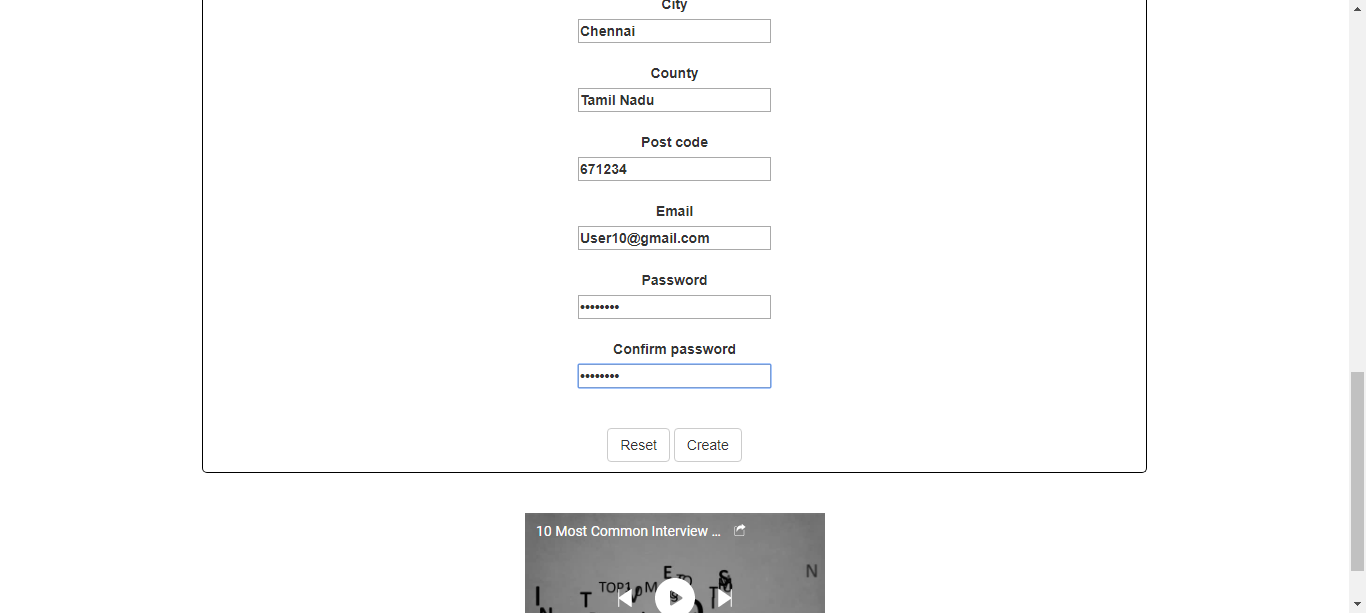 City
Chennai
County
Tamil Nadu
Post code
671234
Email
User10@gmail.com
Password
••••••••
Confirm password
••••••••
Reset Create
10 Most Common Interview ...
TOP10